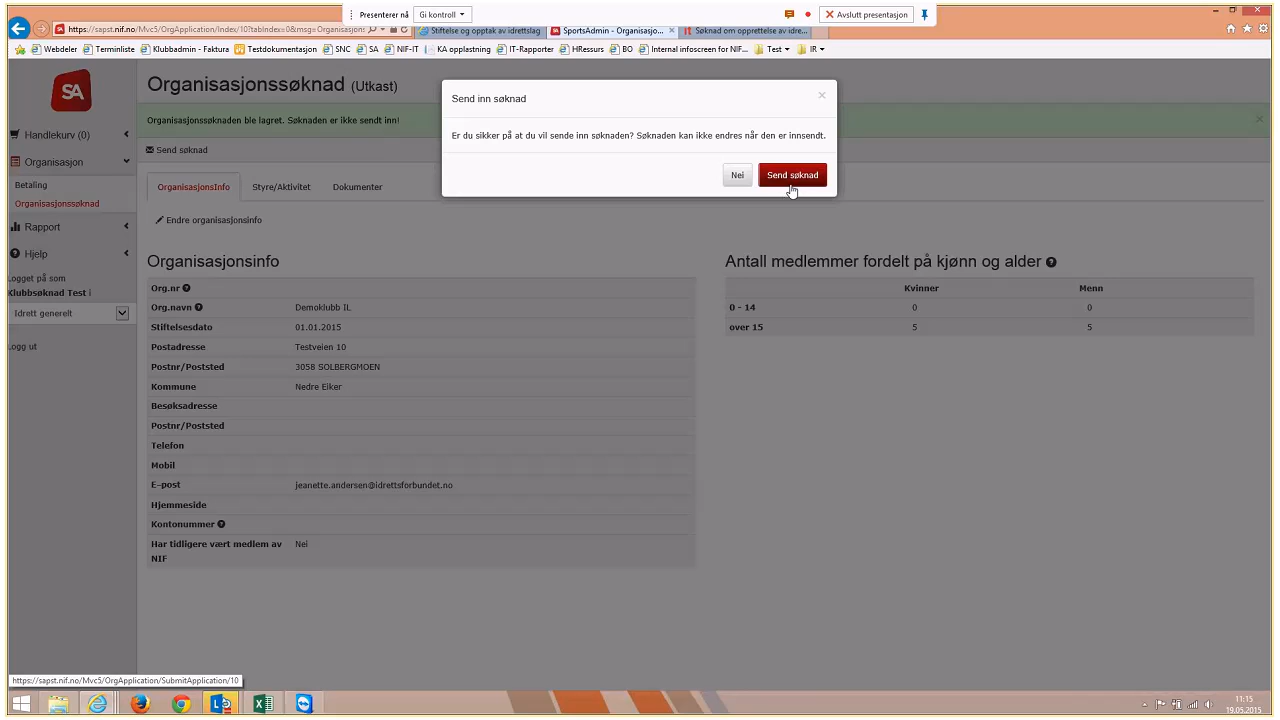 Presenterer nå
Gi kontroll
Avslutt presentasjon
https://sapst.nif.no/Mvc5/OrgApplication/Index/10?tabIndex=0&msg=Organisasjons
Stiftelse og opptak av idrettslag
SportsAdmin - Organisasjo...
Søknad om opprettelse av idre...
Webdeler
Terminliste
Klubbadmin - Faktura
Testdokumentasjon
SNC
SA
NIF-IT
KA opplastning
IT-Rapporter
HRessurs
BO
Internal infoscreen for NIF...
Test
IR
SA
Organisasjonssøknad (Utkast)
Send inn søknad
Organisasjonssøknaden ble lagret. Søknaden er ikke sendt inn!
Er du sikker på at du vil sende inn søknaden? Søknaden kan ikke endres når den er innsendt.
Nei
Send søknad
Handlekurv (0)
Organisasjon
Betaling
Organisasjonssøknad
Rapport
Hjelp
Logget på som
Klubbsøknad Test i
Idrett generelt
Logg ut
Send søknad
OrganisasjonsInfo
Styre/Aktivitet
Dokumenter
Endre organisasjonsinfo
Organisasjonsinfo
Org.nr
Org.navn Demoklubb IL
Stiftelsesdato 01.01.2015
Postadresse Testveien 10
Postnr/Poststed 3058 SOLBERGMOEN
Kommune Nedre Eiker
Besøksadresse
Postnr/Poststed
Telefon
Mobil
E-post jeanette.andersen@idrettsforbundet.no
Hjemmeside
Kontonummer
Har tidligere vært medlem av Nei
NIF
Antall medlemmer fordelt på kjønn og alder
Kvinner Menn
0 - 14 0 0
over 15 5 5
https://sapst.nif.no/Mvc5/OrgApplication/SubmitApplication/10
11:15
19.05.2015